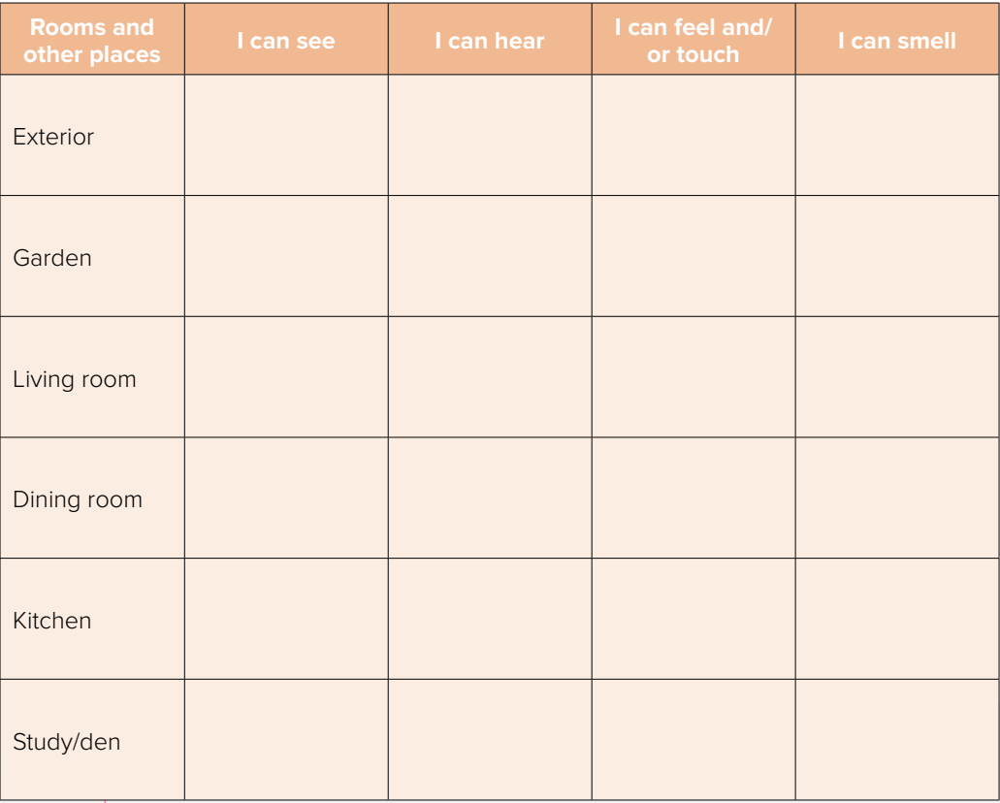 Rooms and
other places
I can see
I can hear
I can feel and/
or touch
I can smell
Exterior
Garden
Living room
Dining room
Kitchen
Study/den